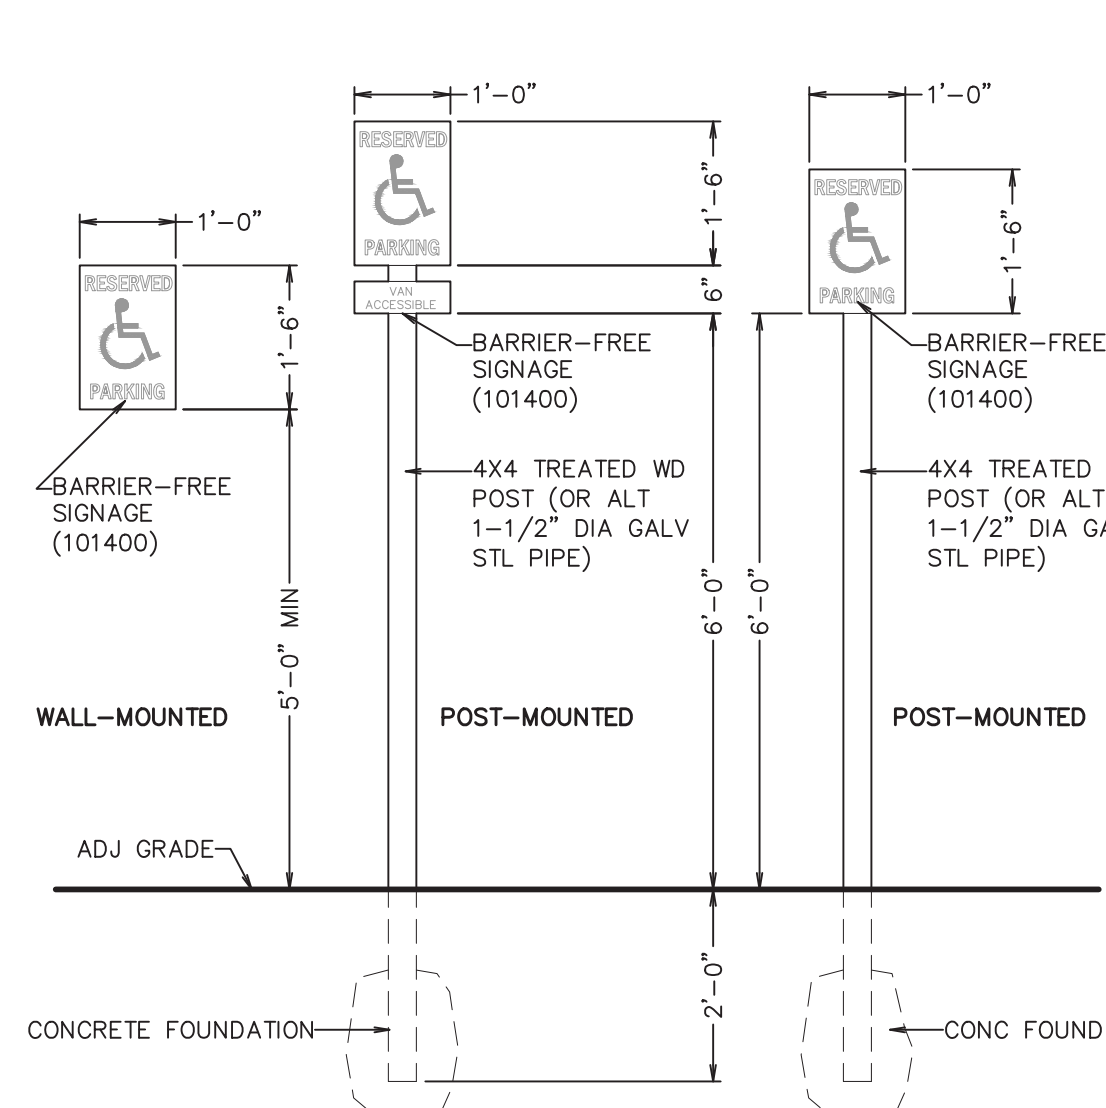 1'-0"
RESERVED
PARKING
1'-6"
BARRIER-FREE
SIGNAGE
(101400)
5'-0" MIN
WALL-MOUNTED
ADJ GRADE
1'-0"
RESERVED
PARKING
VAN
ACCESSIBLE
1'-6"
6"
BARRIER-FREE
SIGNAGE
(101400)
4X4 TREATED WD
POST (OR ALT
1-1/2" DIA GALV
STL PIPE)
6'-0"
POST-MOUNTED
2'-0"
CONCRETE FOUNDATION
1'-0"
RESERVED
PARKING
1'-6"
BARRIER-FREE
SIGNAGE
(101400)
4X4 TREATED
POST (OR ALT
1-1/2" DIA GA
STL PIPE)
6'-0"
POST-MOUNTED
CONC FOUND